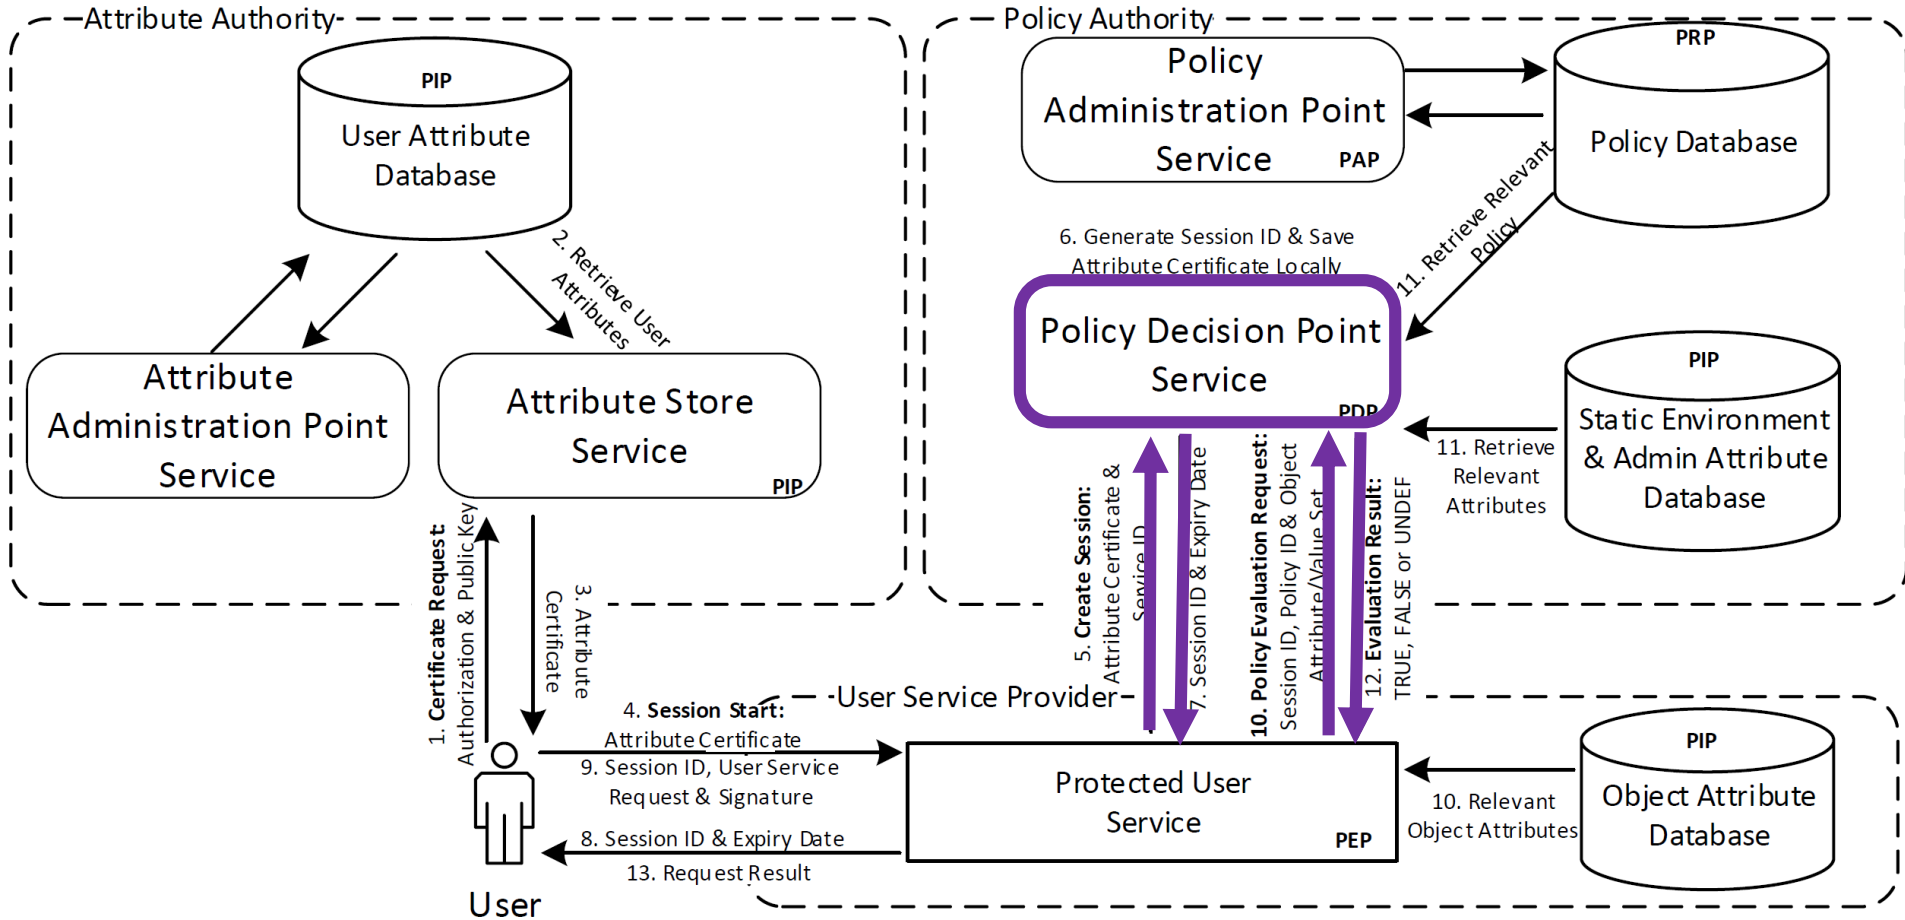 Attribute Authority
PIP
User Attribute
Database
2. Retrieve User
Attributes
Attribute
Administration Point
Service
Attribute Store
Service
PIP
Policy Authority
Policy
Administration Point
Service
PAP
PRP
Policy Database
11. Retrieve Relevant
Policy
6. Generate Session ID & Save
Attribute Certificate Locally
Policy Decision Point
Service
PDP
PIP
Static Environment
& Admin Attribute
Database
11. Retrieve
Relevant
Attributes
1. Certificate Request:
Authorization & Public Key
3. Attribute
Certificate
5. Create Session:
Attribute Certificate &
Service ID
7. Session ID & Expiry Date
10. Policy Evaluation Request:
Session ID, Policy ID & Object
Attribute/Value Set
12. Evaluation Result:
TRUE, FALSE or UNDEF
User Service Provider
4. Session Start:
Attribute Certificate
9. Session ID, User Service
Request & Signature
8. Session ID & Expiry Date
13. Request Result
User
Protected User
Service
PEP
10. Relevant
Object Attributes
PIP
Object Attribute
Database